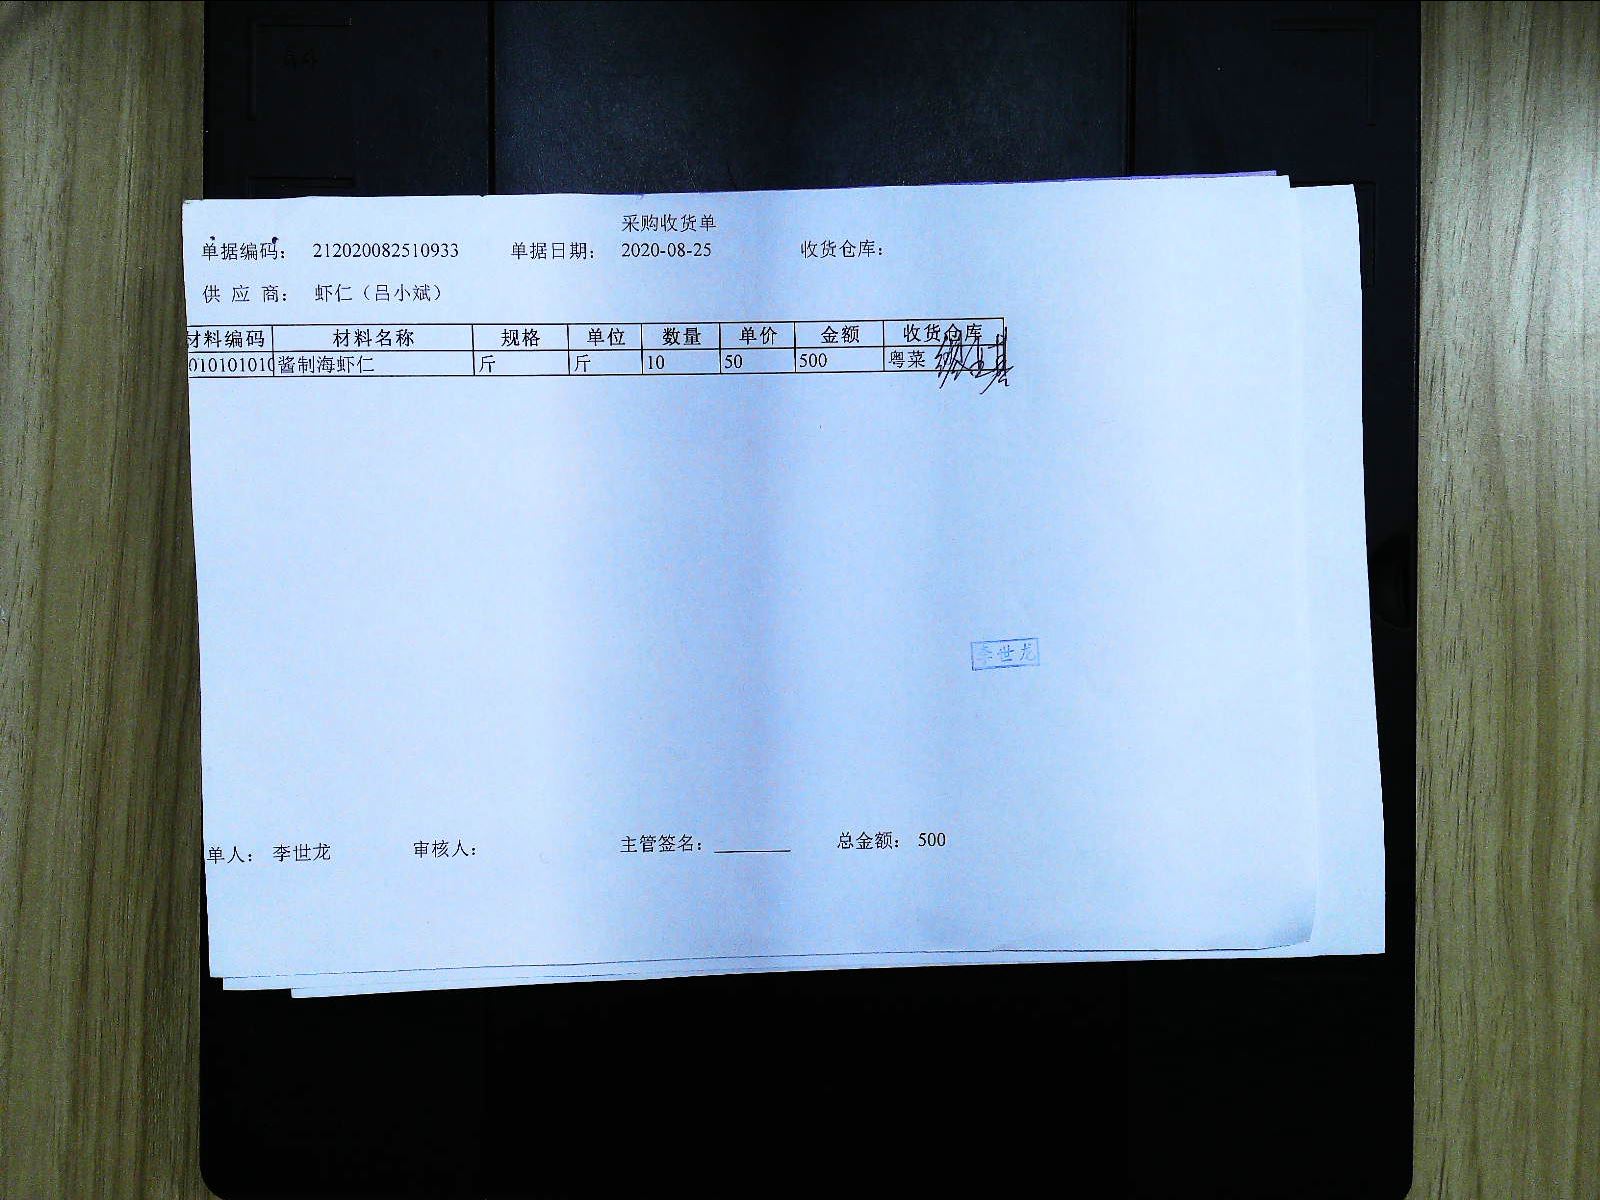 采购收货单
单据编码： 212020082510933 单据日期： 2020-08-25 收货仓库：
供 应 商： 虾仁（吕小斌）
材料编码 材料名称 规格 单位 数量 单价 金额 收货仓库
010101010 酱制海虾仁 斤 斤 10 50 500 粤菜
李世龙
单人： 李世龙 审核人： 主管签名： 总金额： 500